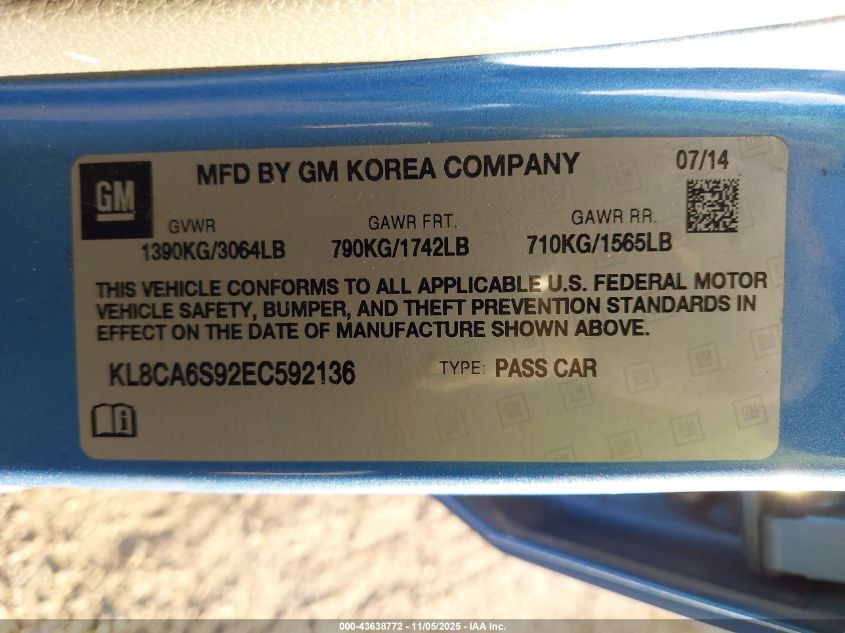 GM
MFD BY GM KOREA COMPANY
07/14
GVWR
GAWR FRT.
GAWR RR.
1390KG/3064LB
790KG/1742LB
710KG/1565LB
THIS VEHICLE CONFORMS TO ALL APPLICABLE U.S. FEDERAL MOTOR
VEHICLE SAFETY, BUMPER, AND THEFT PREVENTION STANDARDS IN
EFFECT ON THE DATE OF MANUFACTURE SHOWN ABOVE.
KL8CA6S92EC592136
TYPE: PASS CAR
000-43638772 - 11/05/2025 - IAA Inc.